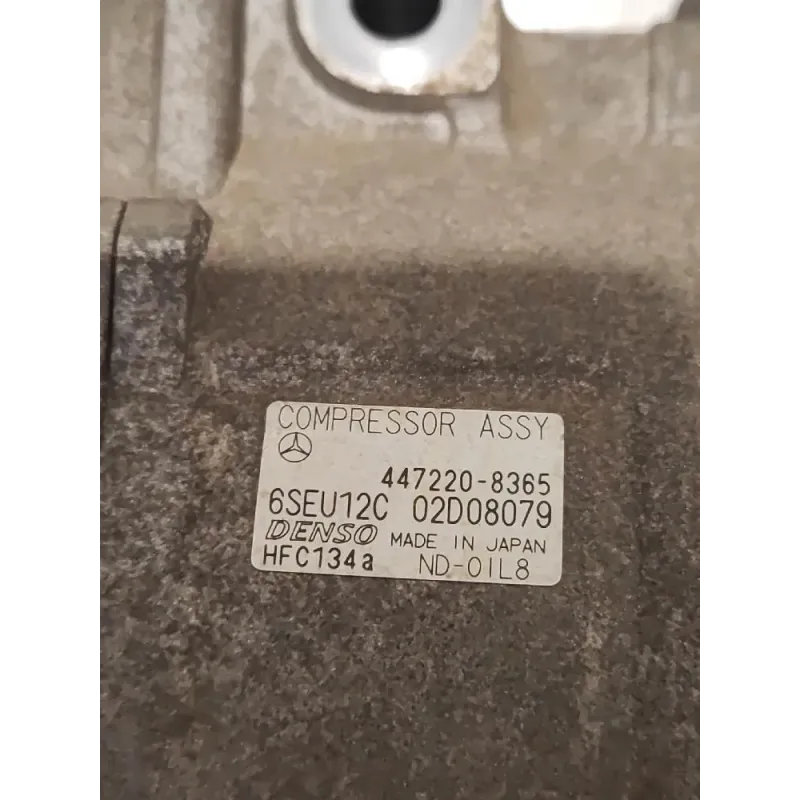 COMPRESSOR ASSY
447220-8365
6SEU12C 02D08079
DENSO MADE IN JAPAN
HFC134a ND-OIL8